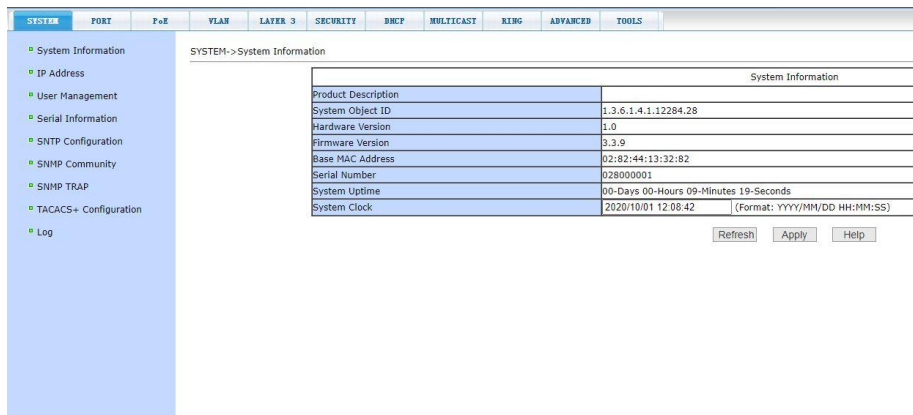 SYSTEM PORT PoE VLAN LAYER 3 SECURITY DHCP MULTICAST RING ADVANCED TOOLS
System Information
IP Address
User Management
Serial Information
SNTP Configuration
SNMP Community
SNMP TRAP
TACACS+ Configuration
Log
SYSTEM->System Information
System Information
Product Description
System Object ID 1.3.6.1.4.1.12284.28
Hardware Version 1.0
Firmware Version 3.3.9
Base MAC Address 02:82:44:13:32:82
Serial Number 028000001
System Uptime 00-Days 00-Hours 09-Minutes 19-Seconds
System Clock 2020/10/01 12:08:42 (Format: YYYY/MM/DD HH:MM:SS)
Refresh Apply Help